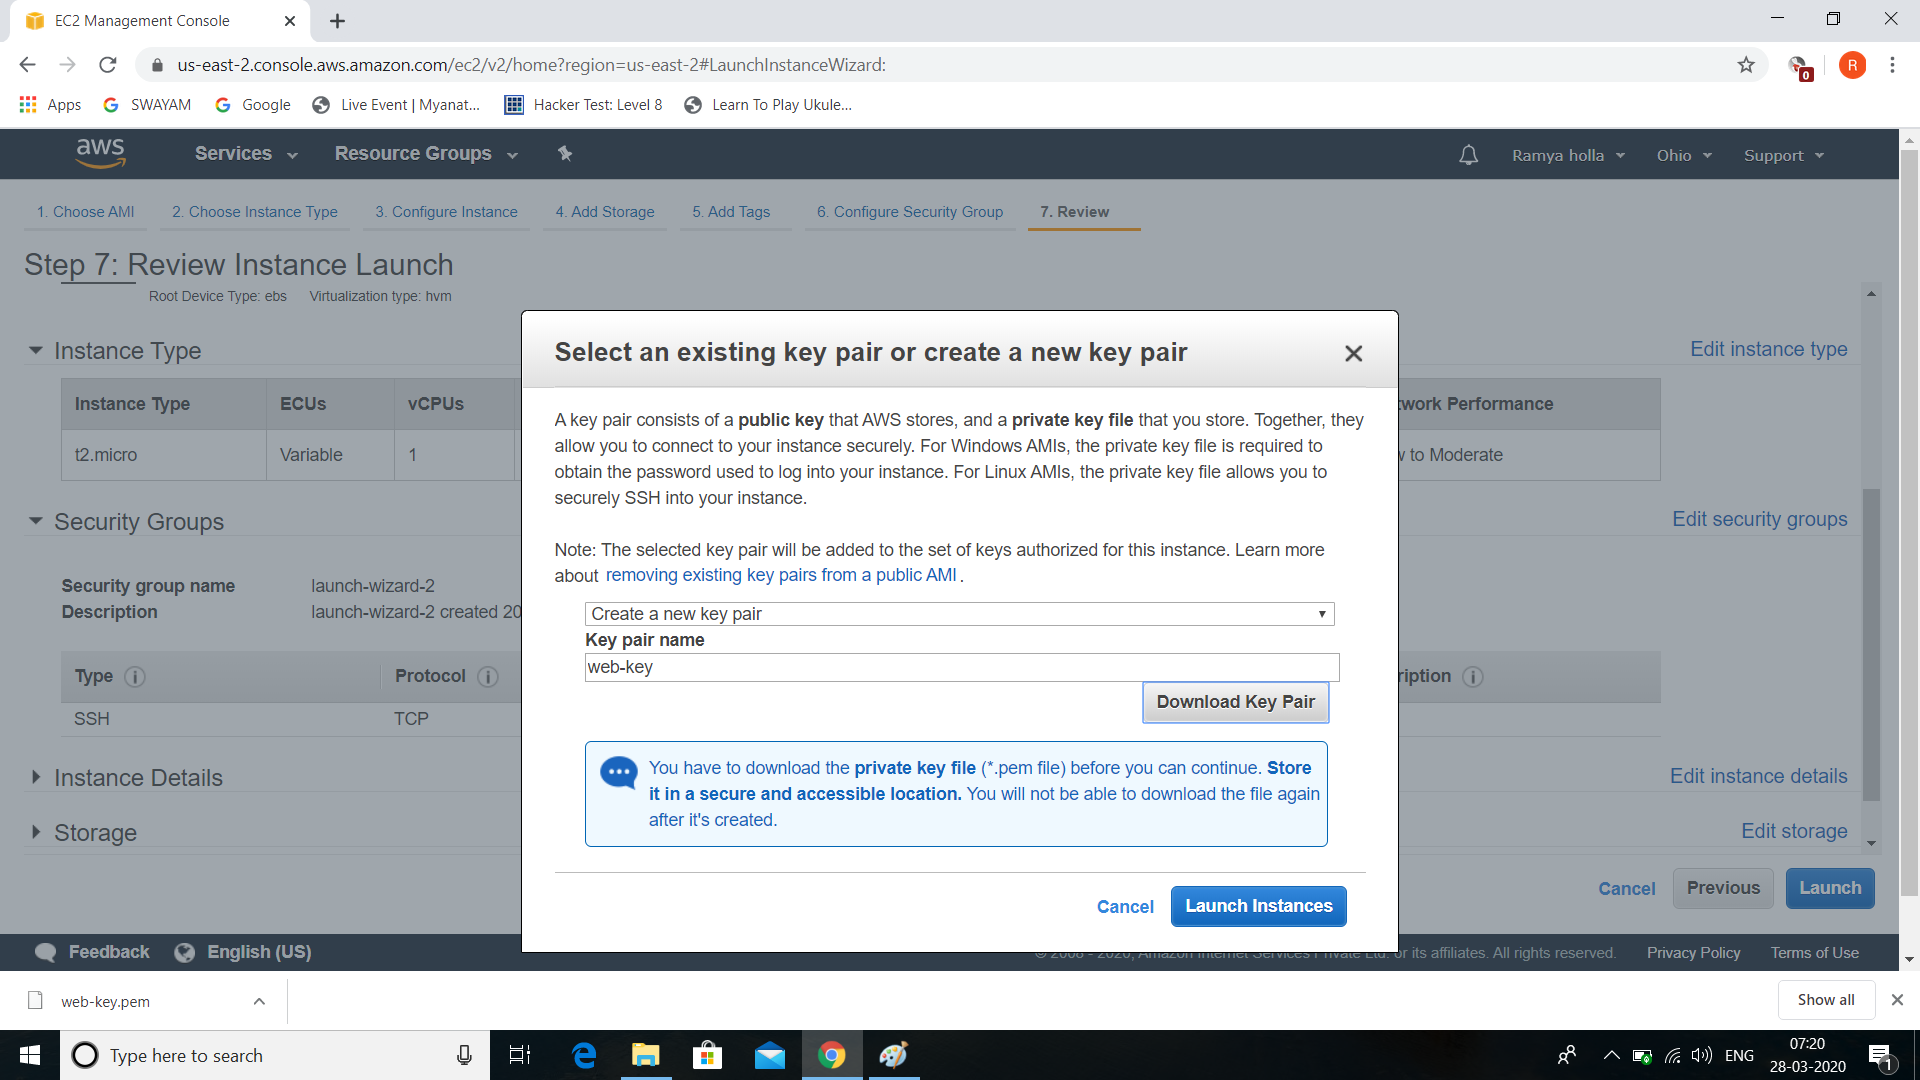 EC2 Management Console
us-east-2.console.aws.amazon.com/ec2/v2/home?region=us-east-2#LaunchInstanceWizard:
0
R
Apps
SWAYAM
Google
Live Event | Myanat...
Hacker Test: Level 8
Learn To Play Ukule...
aws
Services
Resource Groups
Ramya holla
Ohio
Support
1. Choose AMI
2. Choose Instance Type
3. Configure Instance
4. Add Storage
5. Add Tags
6. Configure Security Group
7. Review
Step 7: Review Instance Launch
Root Device Type: ebs
Virtualization type: hvm
Instance Type
Edit instance type
Instance Type
ECUs
vCPUs
work Performance
t2.micro
Variable
1
to Moderate
Security Groups
Edit security groups
Security group name
launch-wizard-2
Description
launch-wizard-2 created 20
Type
Protocol
ription
SSH
TCP
Instance Details
Edit instance details
Storage
Edit storage
Cancel
Previous
Launch
Select an existing key pair or create a new key pair
A key pair consists of a public key that AWS stores, and a private key file that you store. Together, they
allow you to connect to your instance securely. For Windows AMIs, the private key file is required to
obtain the password used to log into your instance. For Linux AMIs, the private key file allows you to
securely SSH into your instance.
Note: The selected key pair will be added to the set of keys authorized for this instance. Learn more
about removing existing key pairs from a public AMI .
Create a new key pair
Key pair name
web-key
Download Key Pair
You have to download the private key file (*.pem file) before you can continue. Store
it in a secure and accessible location. You will not be able to download the file again
after it's created.
Cancel
Launch Instances
Feedback
English (US)
© 2008 - 2020, Amazon Internet Services Private Ltd. or its affiliates. All rights reserved.
Privacy Policy
Terms of Use
web-key.pem
Show all
Type here to search
ENG
07:20
28-03-2020
1